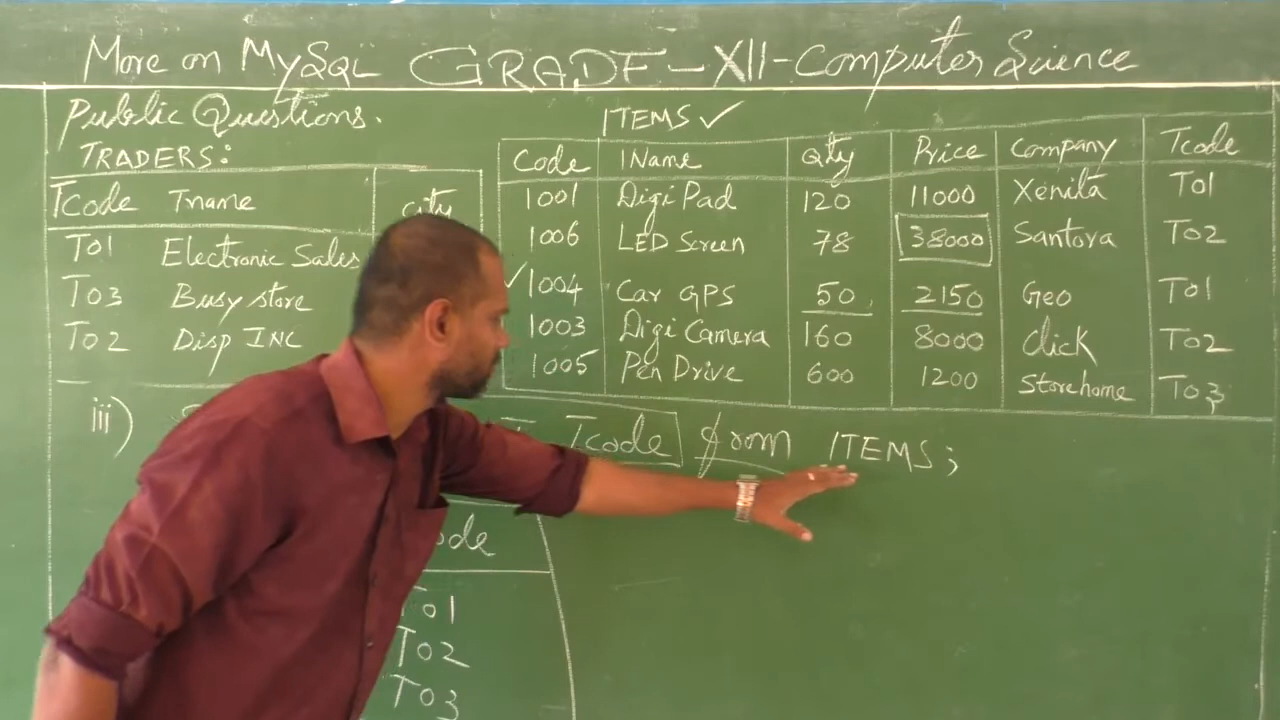 More on MySQL GRADE-XII-Computer Science
Public Questions.
ITEMS ✓
TRADERS:
Tcode Tname City
T01 Electronic Sales
T03 Busy store
T02 Disp INC
Code IName Qty Price Company Tcode
1001 Digi Pad 120 11000 Xenita T01
1006 LED Screen 78 38000 Santora T02
✓1004 Car GPS 50 2150 Geo T01
1003 Digi Camera 160 8000 Click T02
1005 Pen Drive 600 1200 Storehome T03
iii) Tcode from ITEMS;
ode
T01
T02
T03